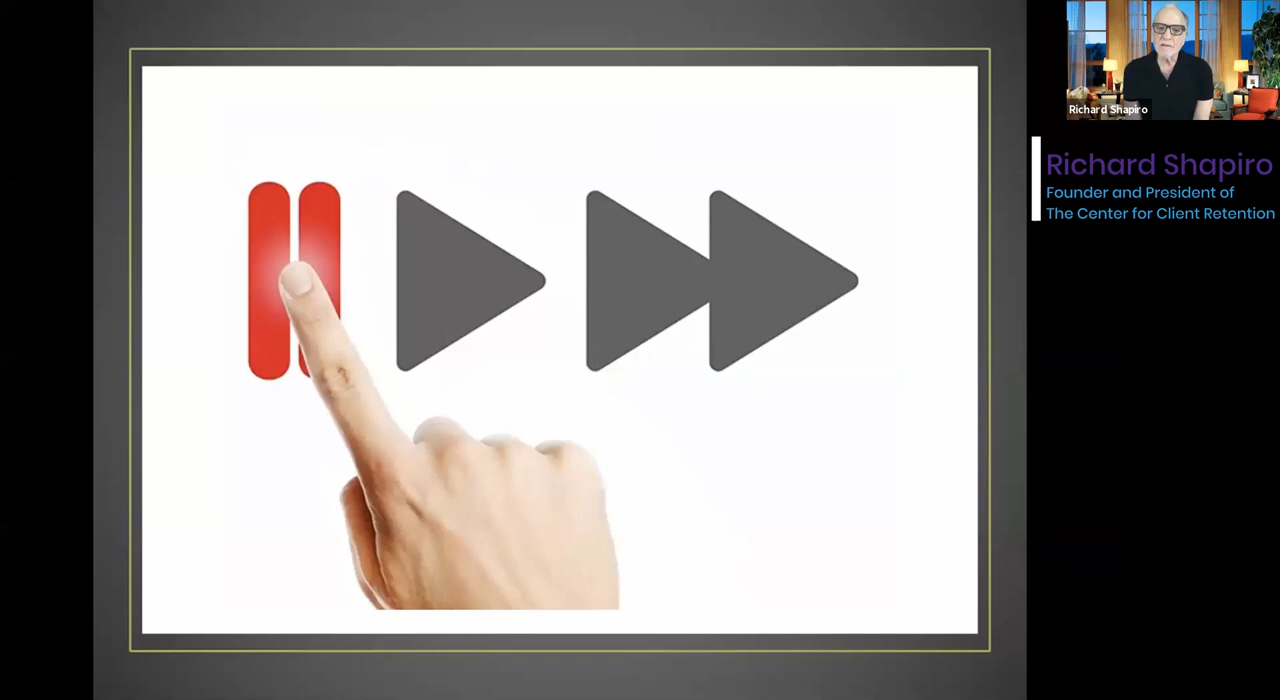 Richard Shapiro
Richard Shapiro
Founder and President of
The Center for Client Retention